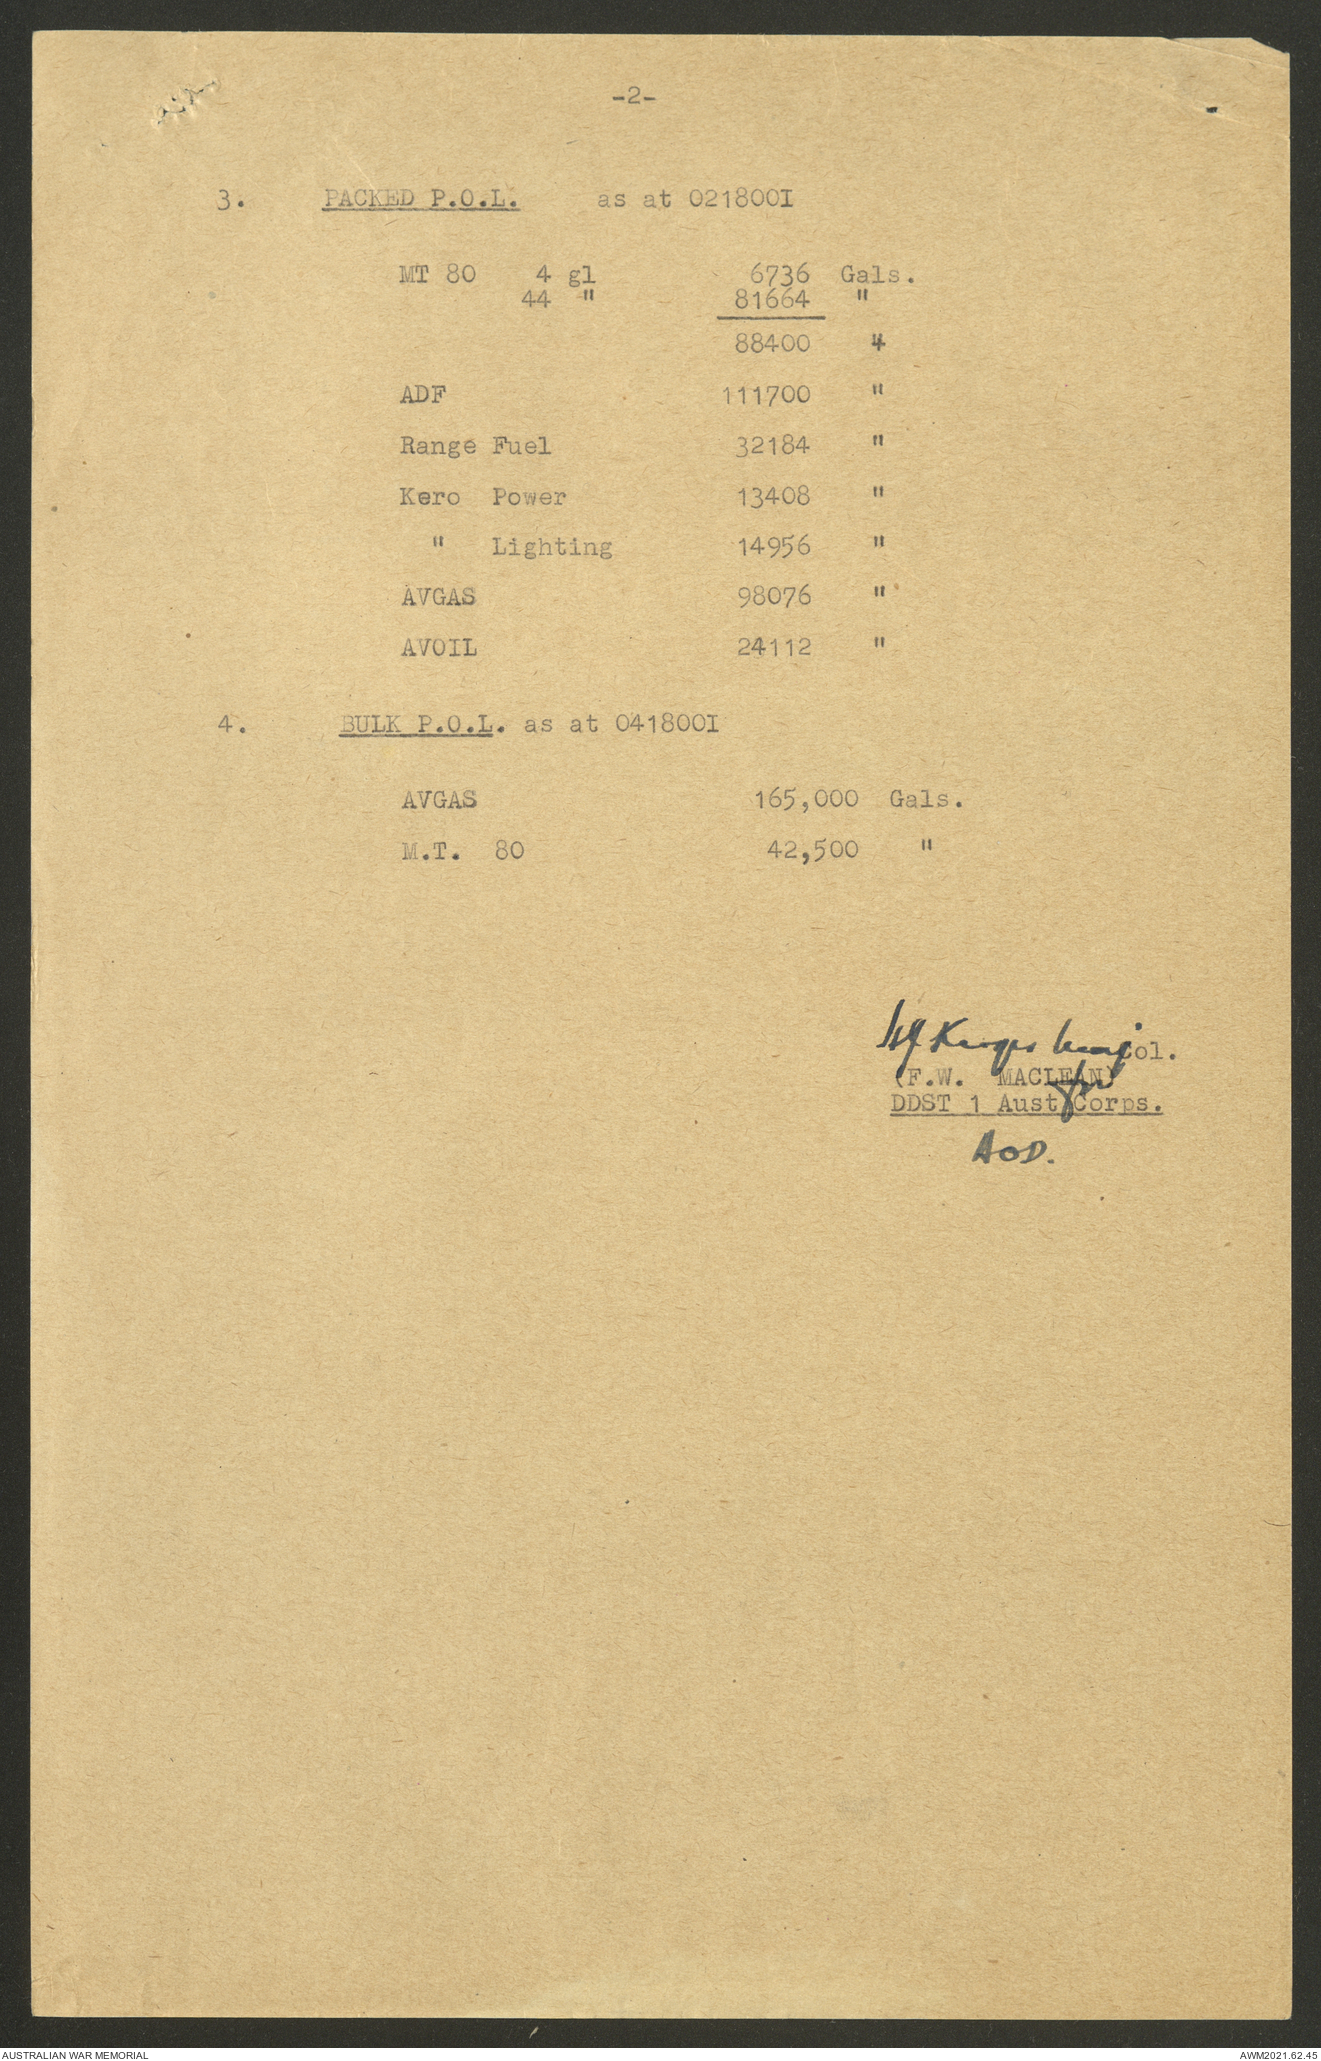 -2-
3. PACKED P.O.L. as at 021800I
MT 80 4 gl 6736 Gals.
44 " 81664 "
88400 "
ADF 111700 "
Range Fuel 32184 "
Kero Power 13408 "
" Lighting 14956 "
AVGAS 98076 "
AVOIL 24112 "
4. BULK P.O.L. as at 041800I
AVGAS 165,000 Gals.
M.T. 80 42,500 "
Maj Col.
(F.W. MACLEAN)
for
DDST 1 Aust Corps.
AOD.
AUSTRALIAN WAR MEMORIAL
AWM2021.62.45